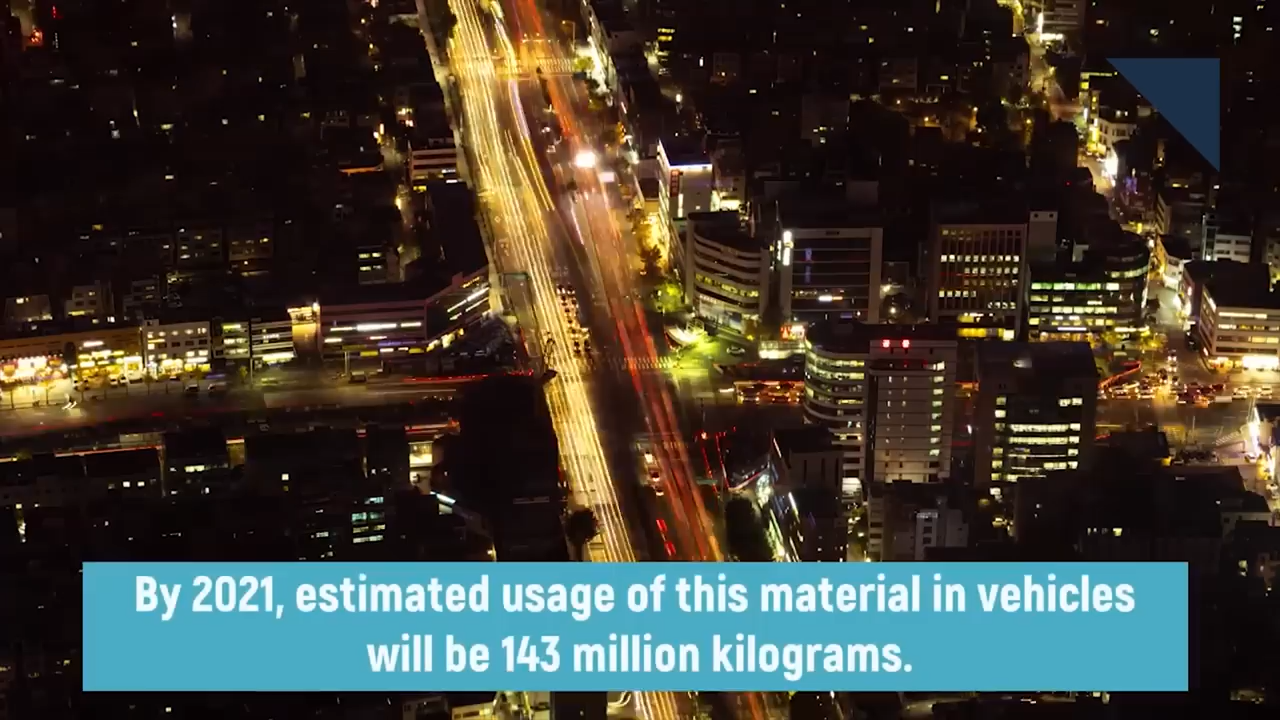 By 2021, estimated usage of this material in vehicles
will be 143 million kilograms.